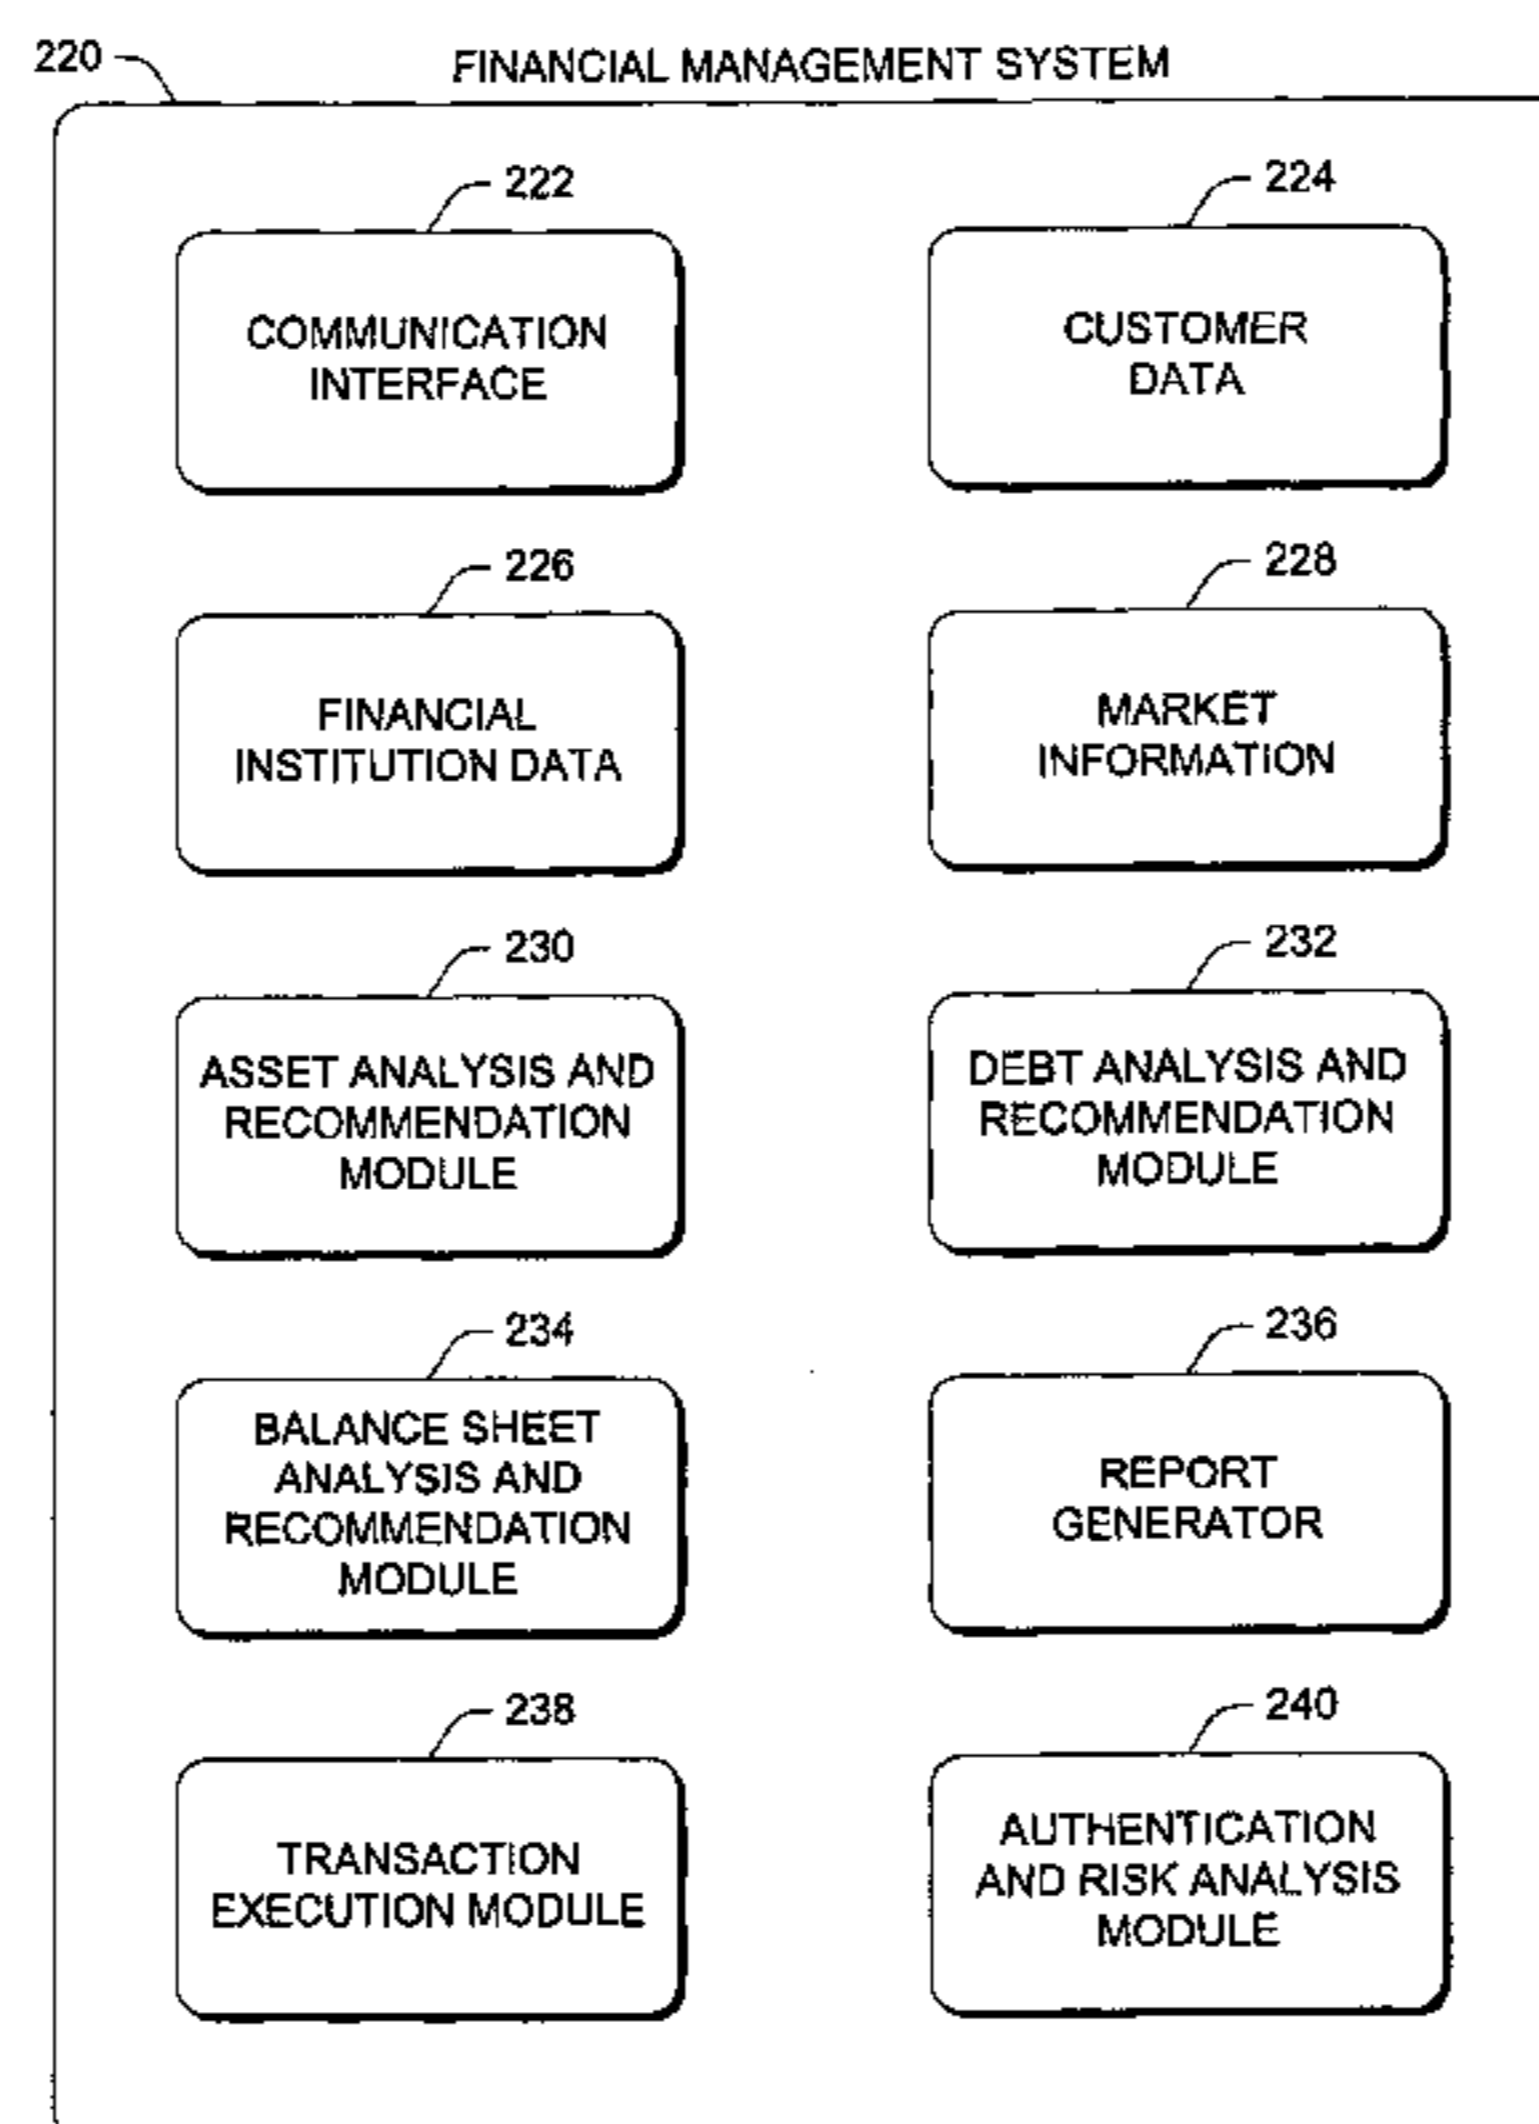 220
FINANCIAL MANAGEMENT SYSTEM
222
COMMUNICATION
INTERFACE
224
CUSTOMER
DATA
226
FINANCIAL
INSTITUTION DATA
228
MARKET
INFORMATION
230
ASSET ANALYSIS AND
RECOMMENDATION
MODULE
232
DEBT ANALYSIS AND
RECOMMENDATION
MODULE
234
BALANCE SHEET
ANALYSIS AND
RECOMMENDATION
MODULE
236
REPORT
GENERATOR
238
TRANSACTION
EXECUTION MODULE
240
AUTHENTICATION
AND RISK ANALYSIS
MODULE